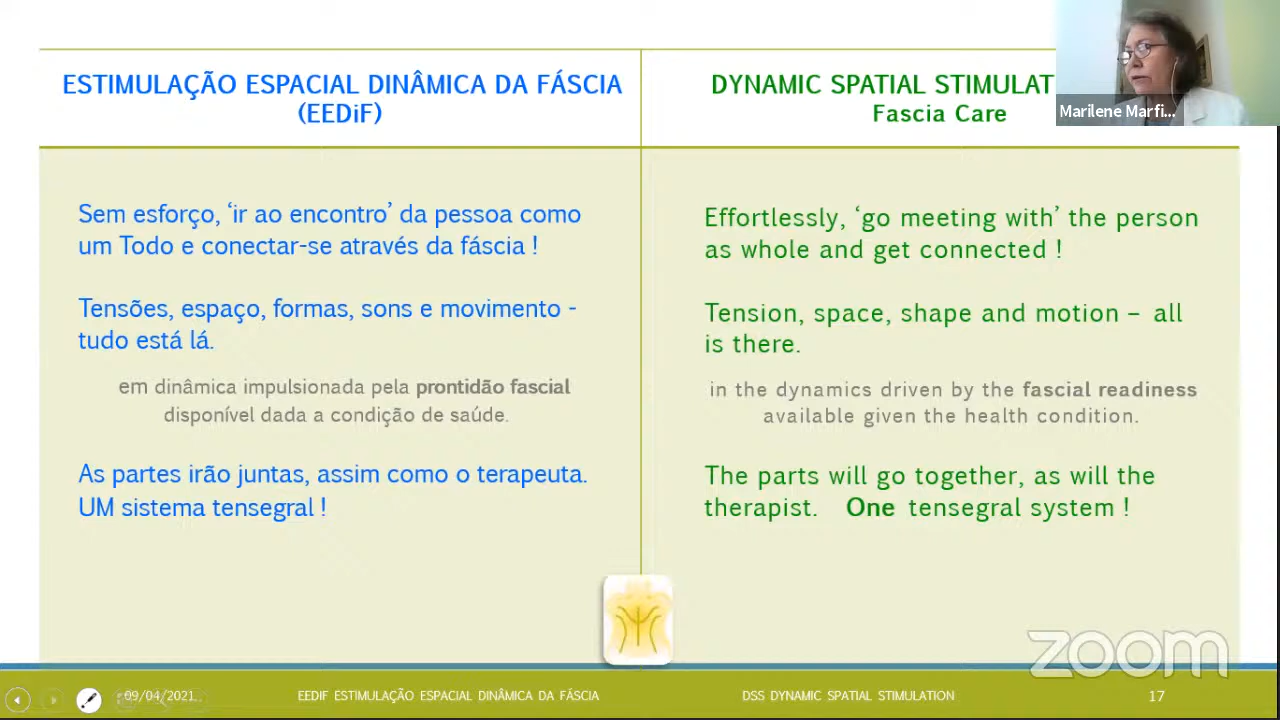 ESTIMULAÇÃO ESPACIAL DINÂMICA DA FÁSCIA
(EEDiF)
Sem esforço, ‘ir ao encontro’ da pessoa como
um Todo e conectar-se através da fáscia !
Tensões, espaço, formas, sons e movimento -
tudo está lá.
em dinâmica impulsionada pela prontidão fascial
disponível dada a condição de saúde.
As partes irão juntas, assim como o terapeuta.
UM sistema tensegral !
DYNAMIC SPATIAL
Fascia Care
Marilene Marfi...
Effortlessly, ‘go meeting with’ the person
as whole and get connected !
Tension, space, shape and motion – all
is there.
in the dynamics driven by the fascial readiness
available given the health condition.
The parts will go together, as will the
therapist. One tensegral system !
zoom
09/04/2021
EEDIF ESTIMULAÇÃO ESPACIAL DINÂMICA DA FÁSCIA
DSS DYNAMIC SPATIAL STIMULATION
17